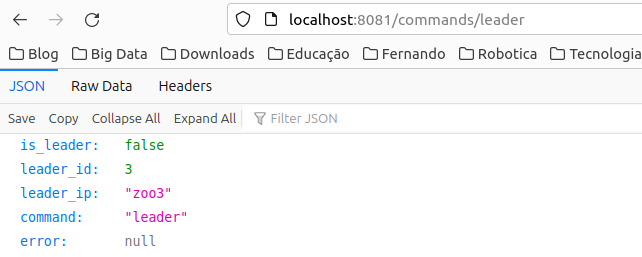 localhost:8081/commands/leader
Blog Big Data Downloads Educação Fernando Robotica Tecnologia
JSON Raw Data Headers
Save Copy Collapse All Expand All Filter JSON
is_leader: false
leader_id: 3
leader_ip: "zoo3"
command: "leader"
error: null